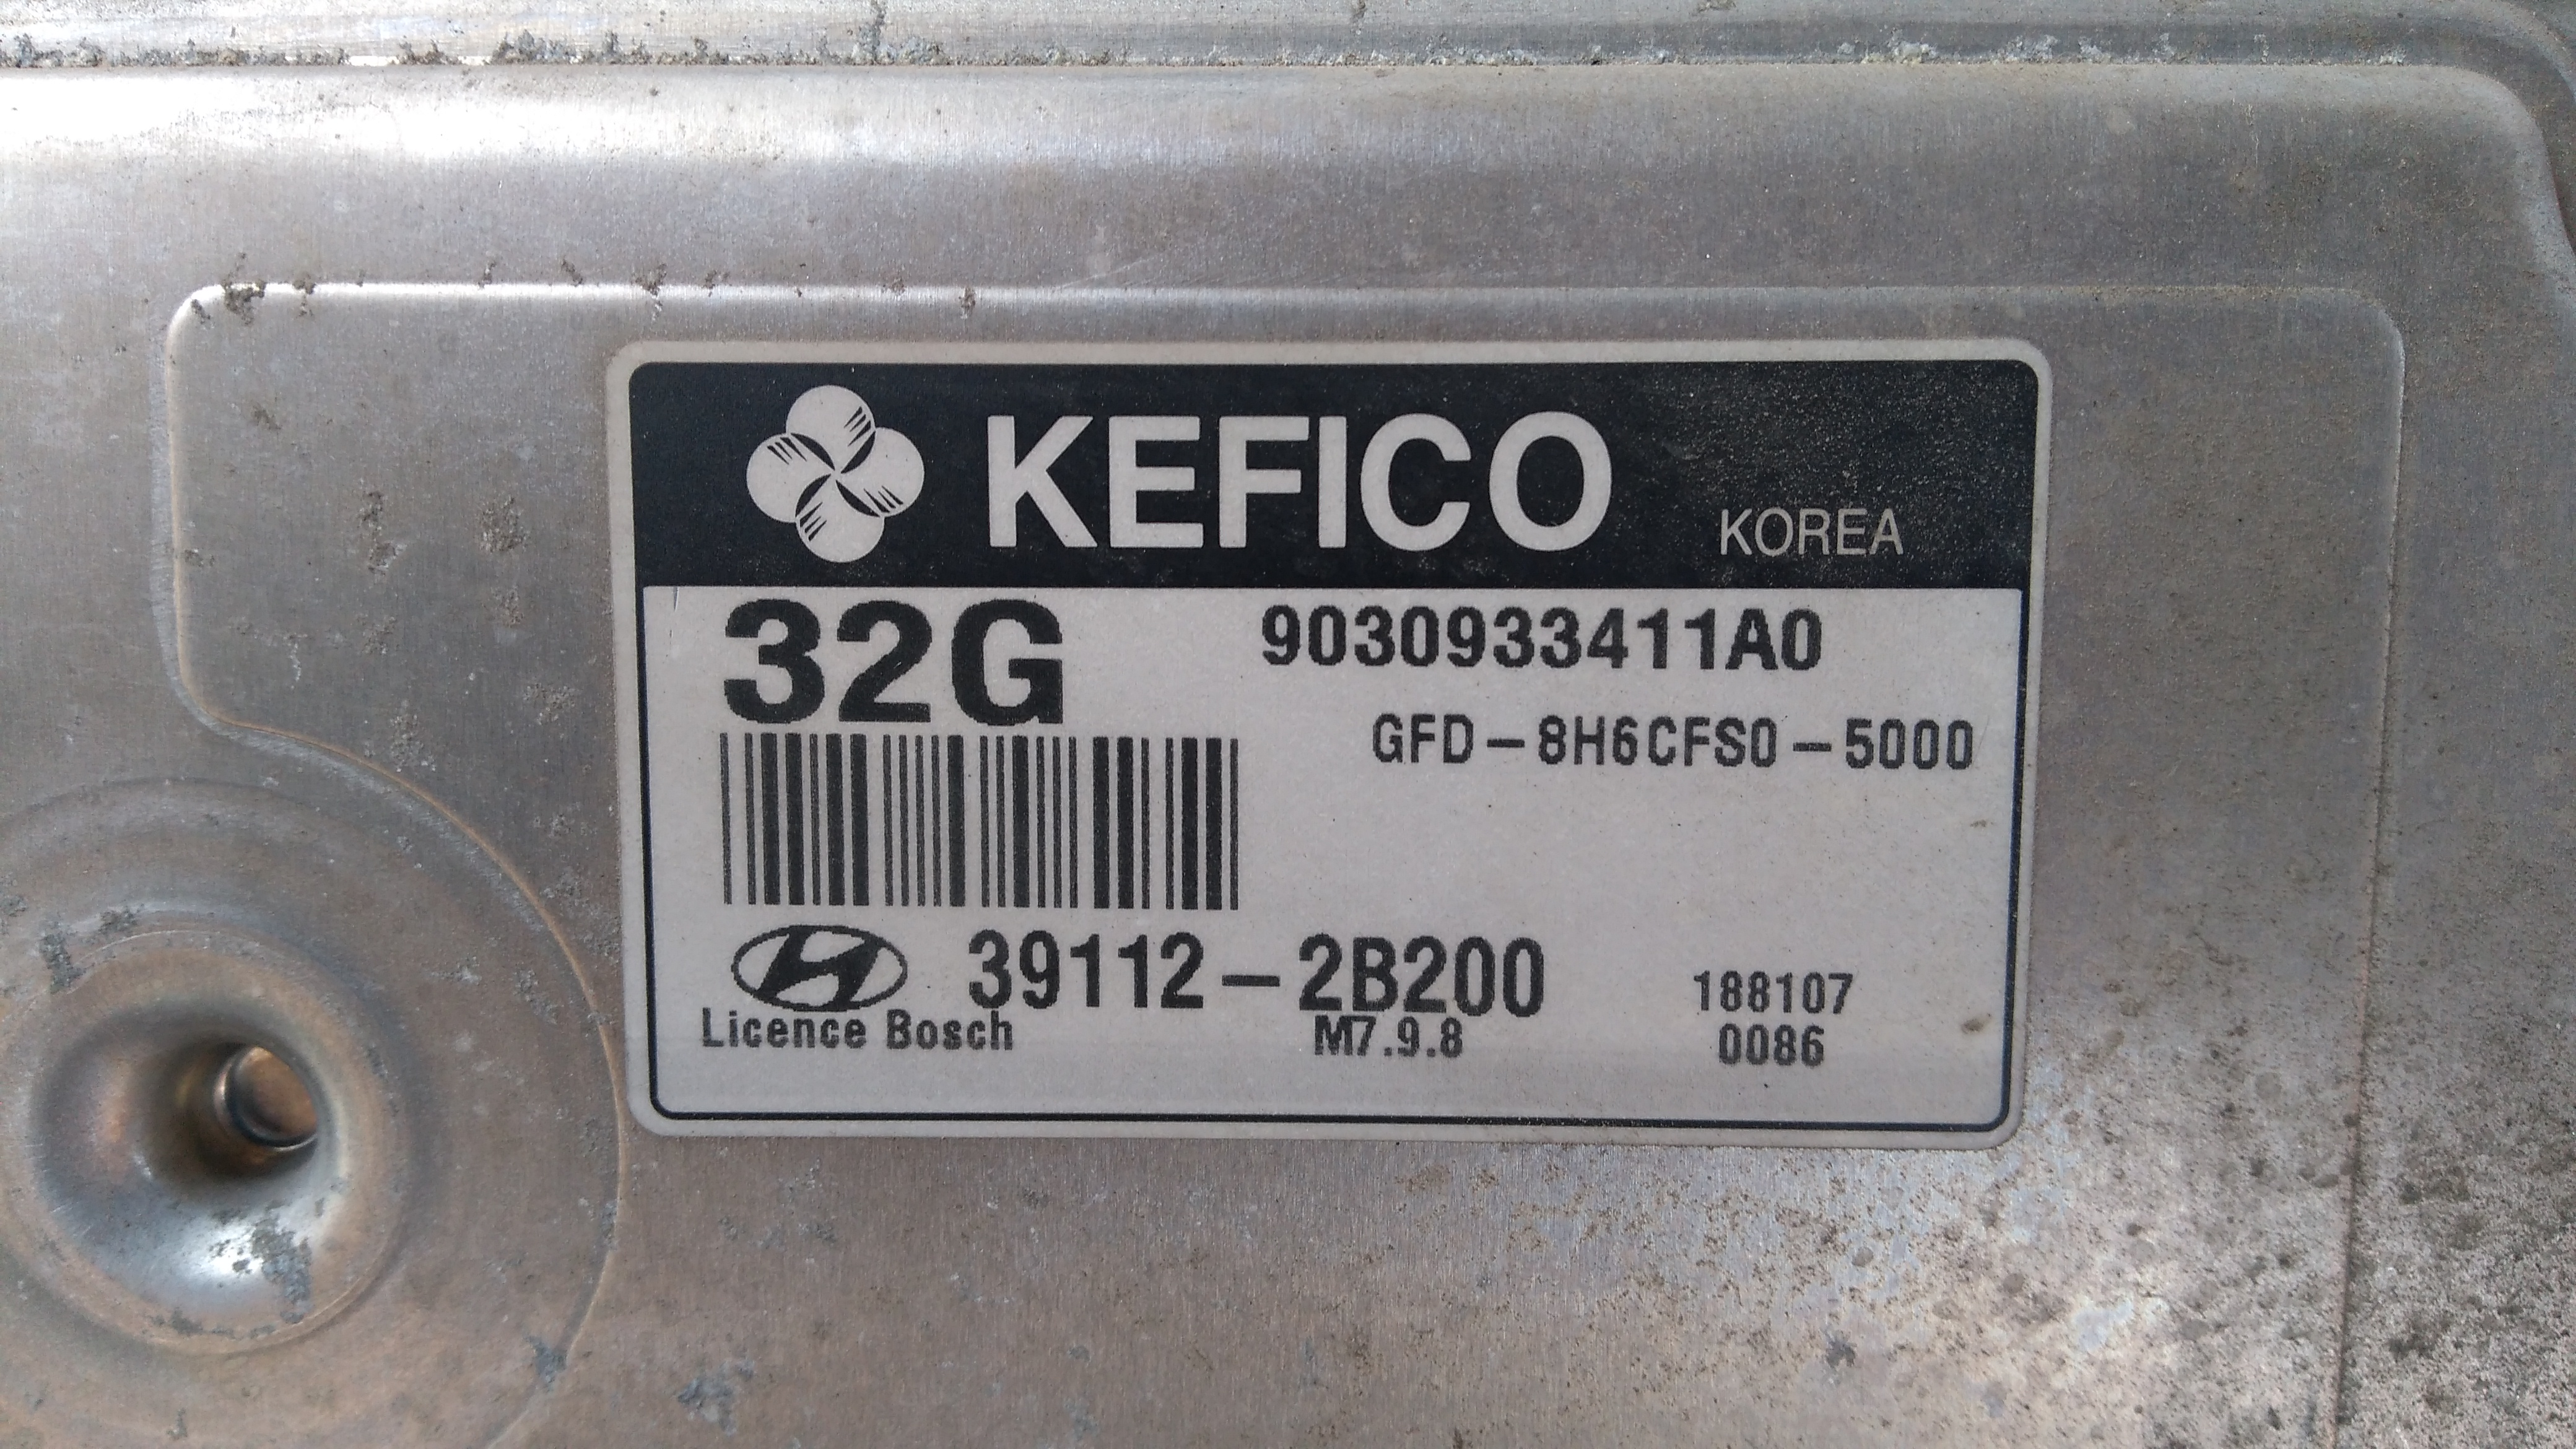 KEFICO KOREA
32G 9030933411A0
GFD-8H6CFS0-5000
39112-2B200 188107
Licence Bosch M7.9.8 0086